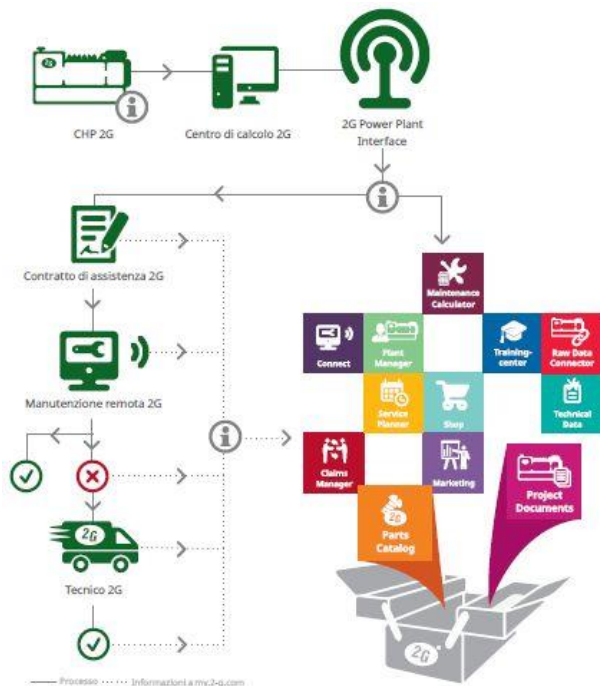 2G
CHP 2G
Centro di calcolo 2G
2G Power Plant
Interface
Contratto di assistenza 2G
Manutenzione remota 2G
2G
Tecnico 2G
Maintenance
Calculator
Connect
Plant
Manager
Training-
center
Raw Data
Connector
Service
Planner
Shop
Technical
Data
Claims
Manager
Marketing
2G
Parts
Catalog
Project
Documents
2G
Processo
Informazioni a my.2-g.com